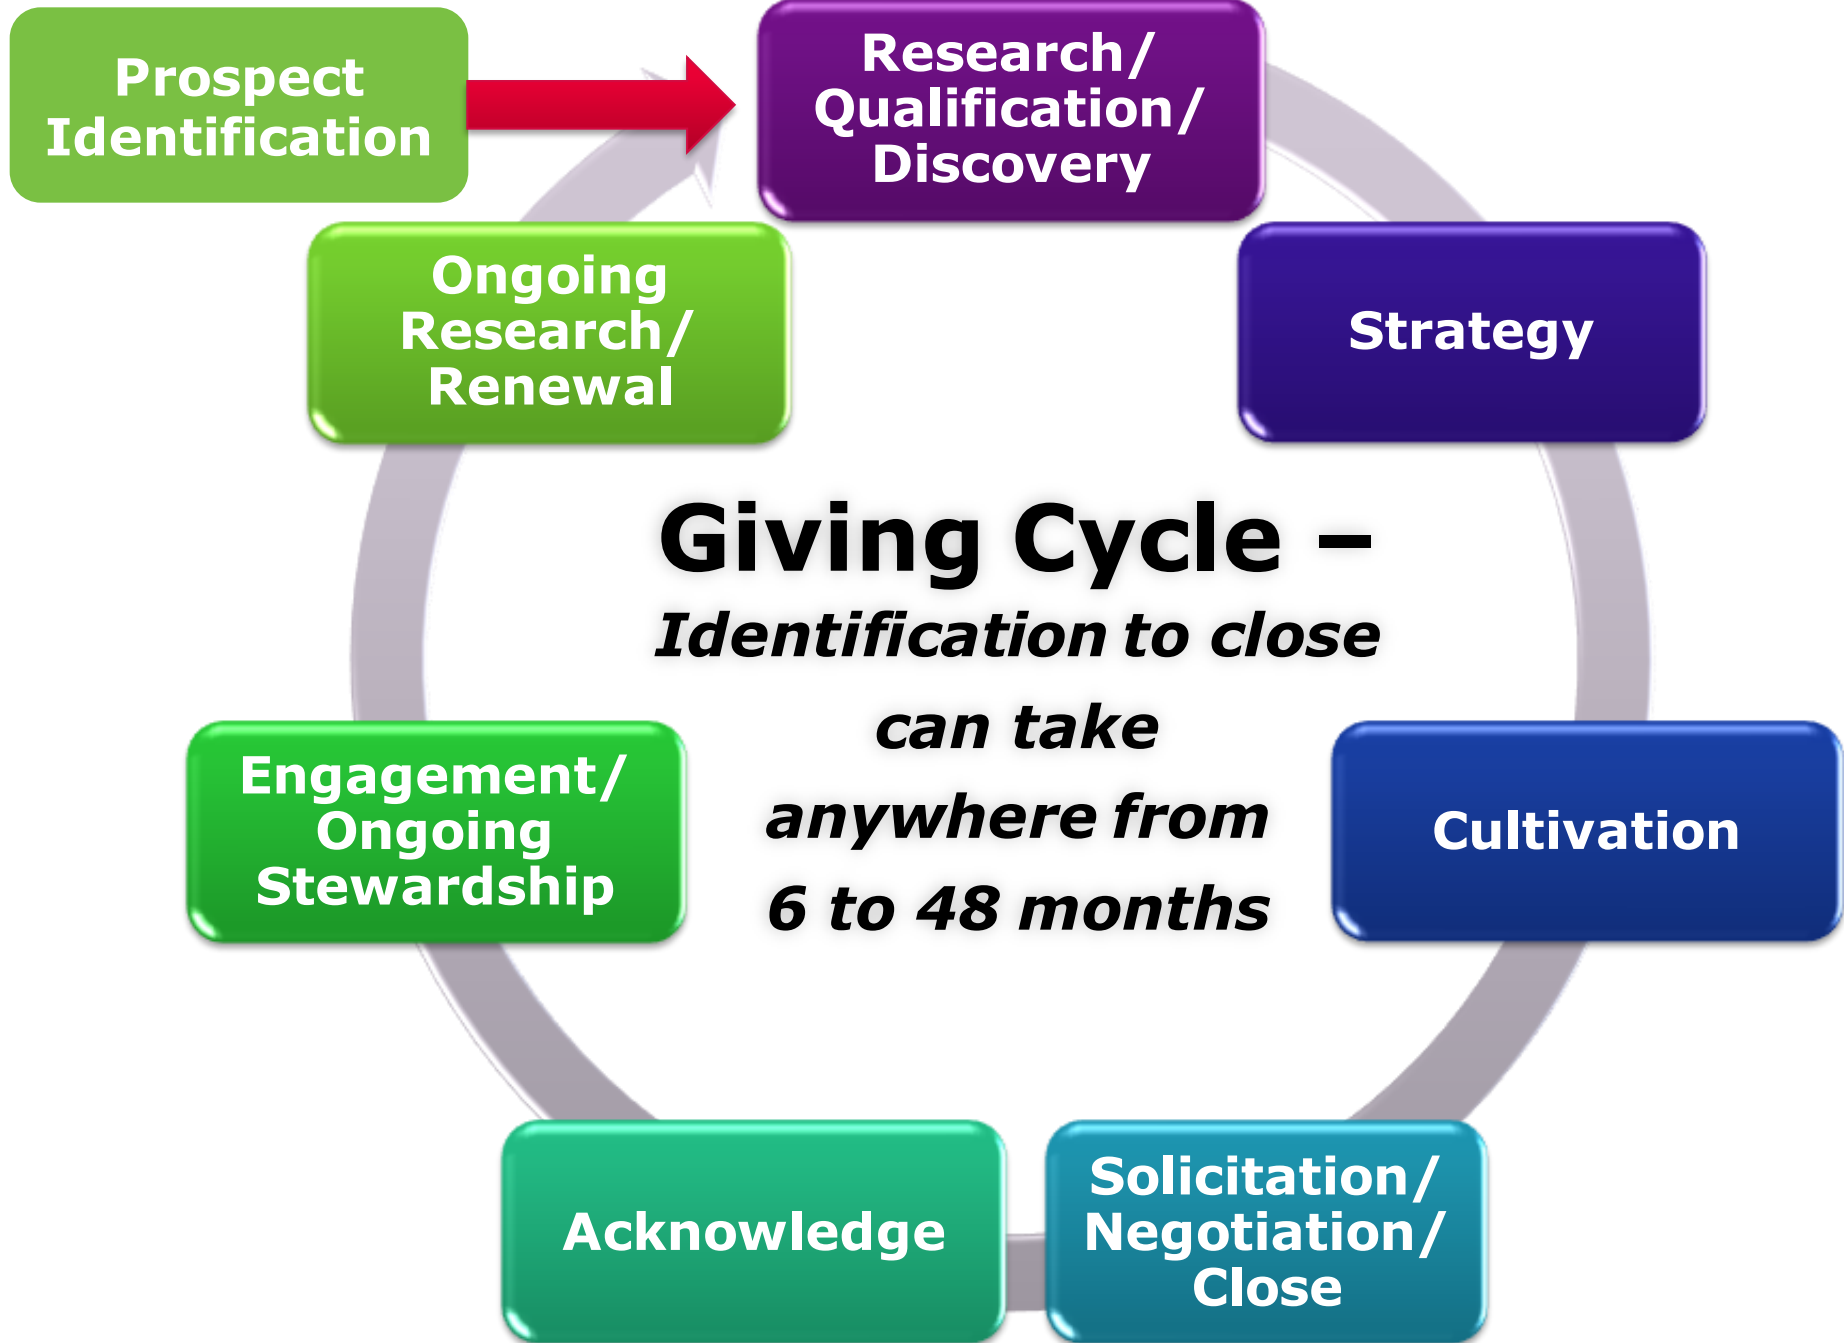 Prospect
Identification
Research/
Qualification/
Discovery
Strategy
Cultivation
Solicitation/
Negotiation/
Close
Acknowledge
Engagement/
Ongoing
Stewardship
Ongoing
Research/
Renewal
Giving Cycle –
Identification to close
can take
anywhere from
6 to 48 months